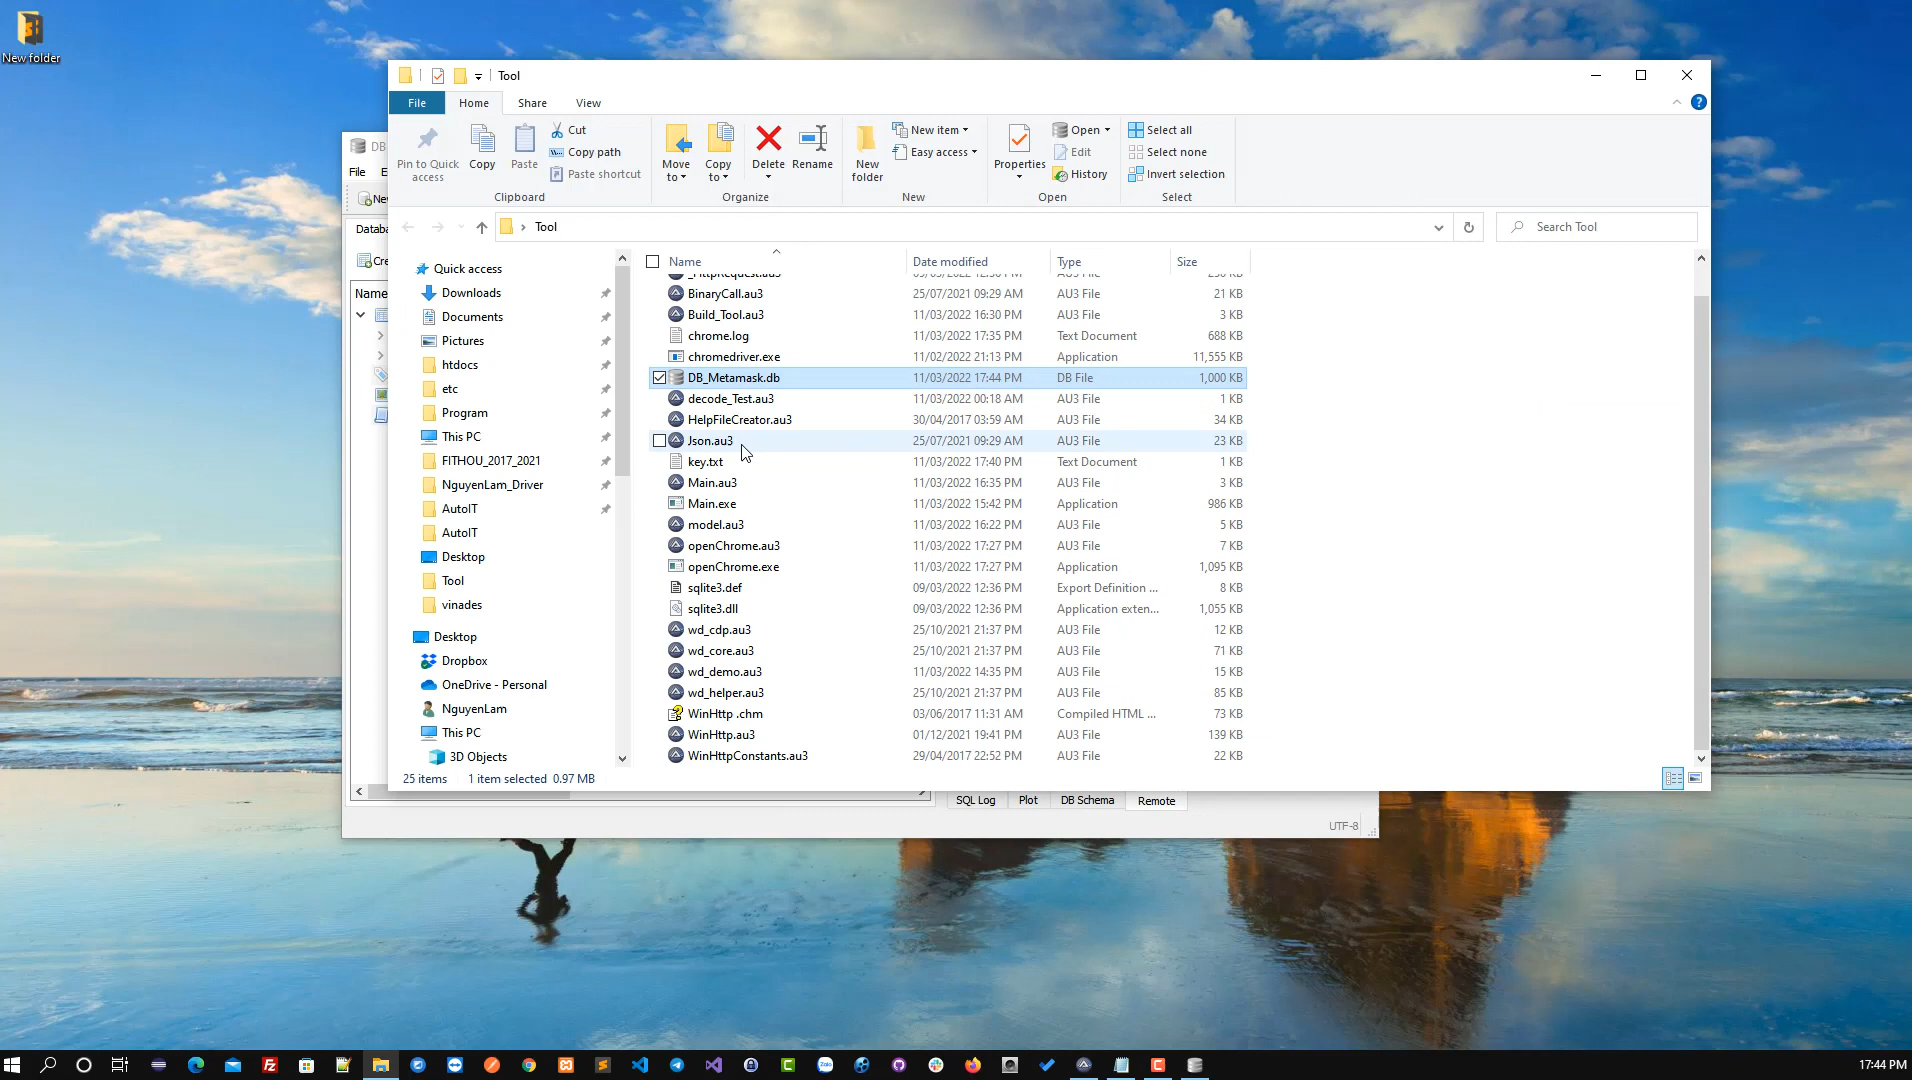 New folder
Tool
File
Home
Share
View
Pin to Quick access
Copy
Paste
Cut
Copy path
Paste shortcut
Clipboard
Move to
Copy to
Delete
Rename
Organize
New folder
New item
Easy access
New
Properties
Open
Edit
History
Open
Select all
Select none
Invert selection
Select
DB
File
Tool
Search Tool
Name
Date modified
Type
Size
_HttpRequest.au3
BinaryCall.au3 25/07/2021 09:29 AM AU3 File 21 KB
Build_Tool.au3 11/03/2022 16:30 PM AU3 File 3 KB
chrome.log 11/03/2022 17:35 PM Text Document 688 KB
chromedriver.exe 11/02/2022 21:13 PM Application 11,555 KB
DB_Metamask.db 11/03/2022 17:44 PM DB File 1,000 KB
decode_Test.au3 11/03/2022 00:18 AM AU3 File 1 KB
HelpFileCreator.au3 30/04/2017 03:59 AM AU3 File 34 KB
Json.au3 25/07/2021 09:29 AM AU3 File 23 KB
key.txt 11/03/2022 17:40 PM Text Document 1 KB
Main.au3 11/03/2022 16:35 PM AU3 File 3 KB
Main.exe 11/03/2022 15:42 PM Application 986 KB
model.au3 11/03/2022 16:22 PM AU3 File 5 KB
openChrome.au3 11/03/2022 17:27 PM AU3 File 7 KB
openChrome.exe 11/03/2022 17:27 PM Application 1,095 KB
sqlite3.def 09/03/2022 12:36 PM Export Definition ... 8 KB
sqlite3.dll 09/03/2022 12:36 PM Application exten... 1,055 KB
wd_cdp.au3 25/10/2021 21:37 PM AU3 File 12 KB
wd_core.au3 25/10/2021 21:37 PM AU3 File 71 KB
wd_demo.au3 11/03/2022 14:35 PM AU3 File 15 KB
wd_helper.au3 25/10/2021 21:37 PM AU3 File 85 KB
WinHttp .chm 03/06/2017 11:31 AM Compiled HTML ... 73 KB
WinHttp.au3 01/12/2021 19:41 PM AU3 File 139 KB
WinHttpConstants.au3 29/04/2017 22:52 PM AU3 File 22 KB
Quick access
Downloads
Documents
Pictures
htdocs
etc
Program
This PC
FITHOU_2017_2021
NguyenLam_Driver
AutoIT
AutoIT
Desktop
Tool
vinades
Desktop
Dropbox
OneDrive - Personal
NguyenLam
This PC
3D Objects
25 items 1 item selected 0.97 MB
Name
SQL Log
Plot
DB Schema
Remote
UTF-8
Zalo
17:44 PM